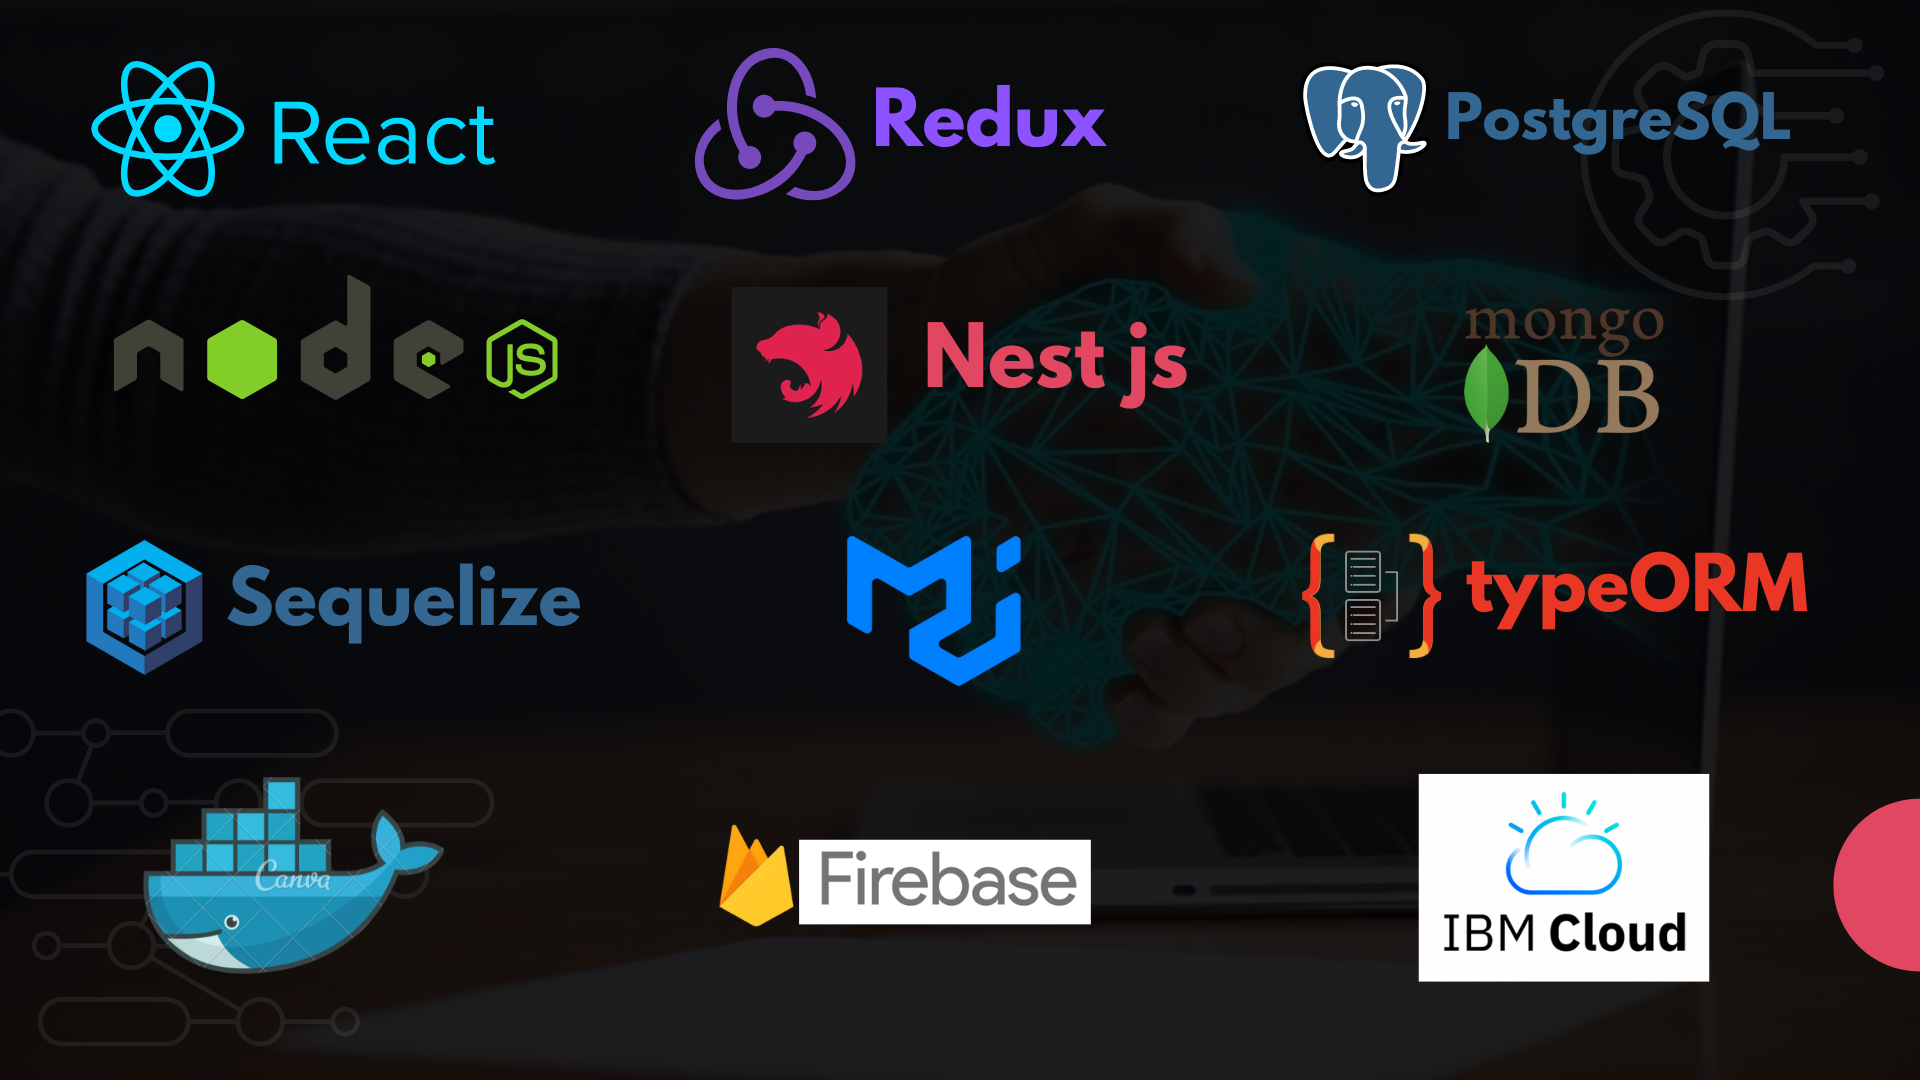 React
Redux
PostgreSQL
node
JS
Nest js
mongo
DB
Sequelize
typeORM
Canva
Firebase
IBM Cloud